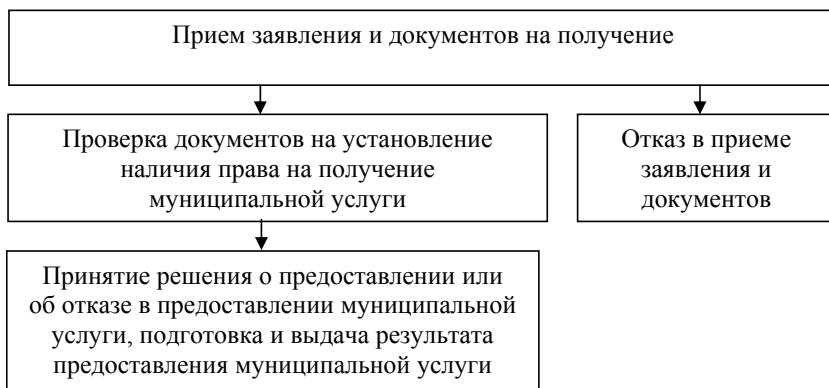 Прием заявления и документов на получение
Проверка документов на установление
наличия права на получение
муниципальной услуги
Отказ в приеме
заявления и
документов
Принятие решения о предоставлении или
об отказе в предоставлении муниципальной
услуги, подготовка и выдача результата
предоставления муниципальной услуги